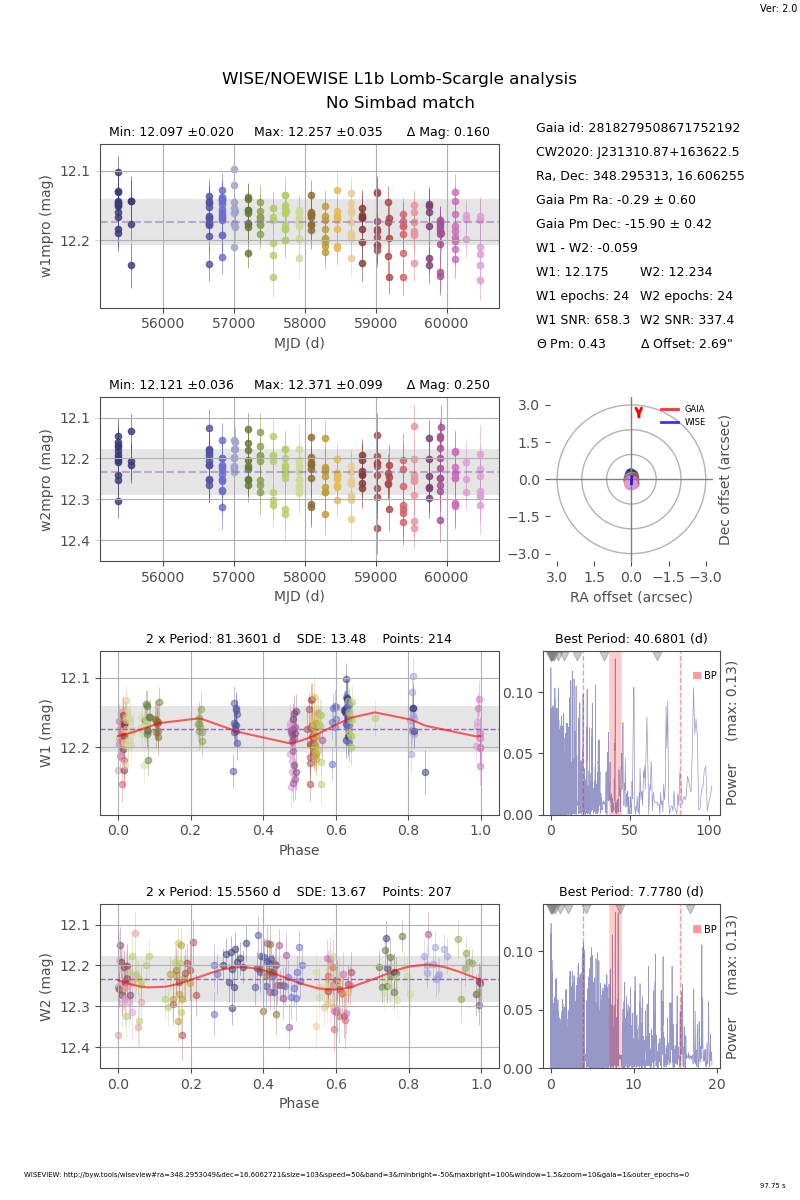 Ver: 2.0
WISE/NOEWISE L1b Lomb-Scargle analysis
No Simbad match
Min: 12.097 ±0.020 Max: 12.257 ±0.035 Δ Mag: 0.160
12.1
12.2
w1mpro (mag)
56000 57000 58000 59000 60000
MJD (d)
Gaia id: 2818279508671752192
CW2020: J231310.87+163622.5
Ra, Dec: 348.295313, 16.606255
Gaia Pm Ra: -0.29 ± 0.60
Gaia Pm Dec: -15.90 ± 0.42
W1 - W2: -0.059
W1: 12.175 W2: 12.234
W1 epochs: 24 W2 epochs: 24
W1 SNR: 658.3 W2 SNR: 337.4
Θ Pm: 0.43 Δ Offset: 2.69"
Min: 12.121 ±0.036 Max: 12.371 ±0.099 Δ Mag: 0.250
12.1
12.2
12.3
12.4
w2mpro (mag)
56000 57000 58000 59000 60000
MJD (d)
3.0
1.5
0.0
−1.5
−3.0
GAIA
WISE
Dec offset (arcsec)
3.0 1.5 0.0 −1.5 −3.0
RA offset (arcsec)
2 x Period: 81.3601 d SDE: 13.48 Points: 214
12.1
12.2
W1 (mag)
0.0 0.2 0.4 0.6 0.8 1.0
Phase
Best Period: 40.6801 (d)
0.10
0.05
0.00
BP
Power (max: 0.13)
0 50 100
2 x Period: 15.5560 d SDE: 13.67 Points: 207
12.1
12.2
12.3
12.4
W2 (mag)
0.0 0.2 0.4 0.6 0.8 1.0
Phase
Best Period: 7.7780 (d)
0.10
0.05
0.00
BP
Power (max: 0.13)
0 10 20
WISEVIEW: http://byw.tools/wiseview#ra=348.2953049&dec=16.6062721&size=103&speed=50&band=3&minbright=-50&maxbright=100&window=1.5&zoom=10&gaia=1&outer_epochs=0
97.75 s